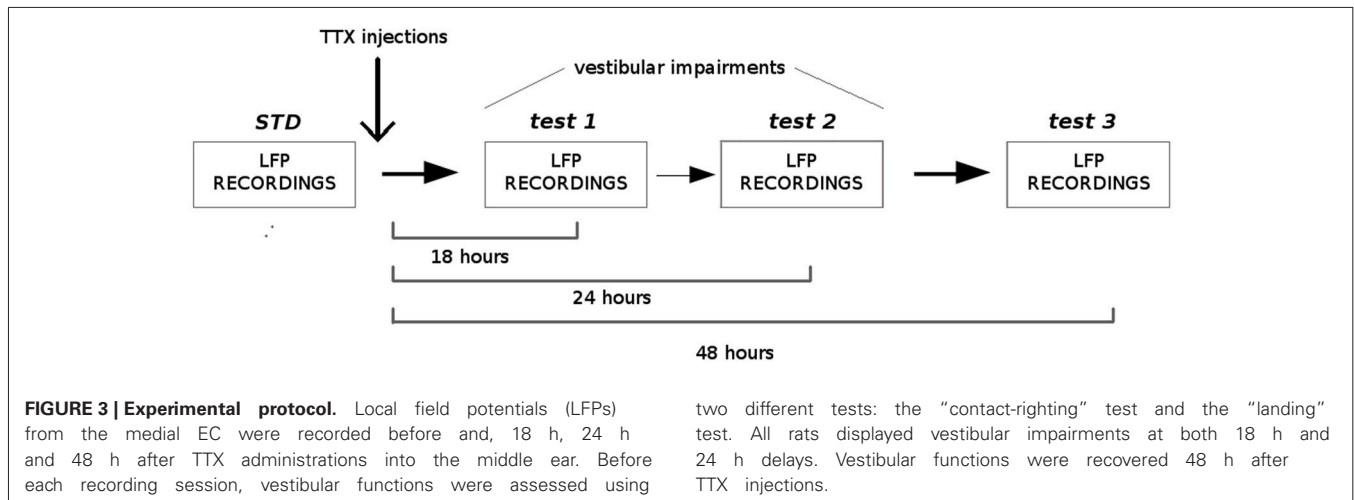 TTX injections
vestibular impairments
STD
test 1
test 2
test 3
LFP
RECORDINGS
LFP
RECORDINGS
LFP
RECORDINGS
LFP
RECORDINGS
18 hours
24 hours
48 hours
FIGURE 3 | Experimental protocol. Local field potentials (LFPs)
from the medial EC were recorded before and, 18 h, 24 h
and 48 h after TTX administrations into the middle ear. Before
each recording session, vestibular functions were assessed using
two different tests: the “contact-righting” test and the “landing”
test. All rats displayed vestibular impairments at both 18 h and
24 h delays. Vestibular functions were recovered 48 h after
TTX injections.